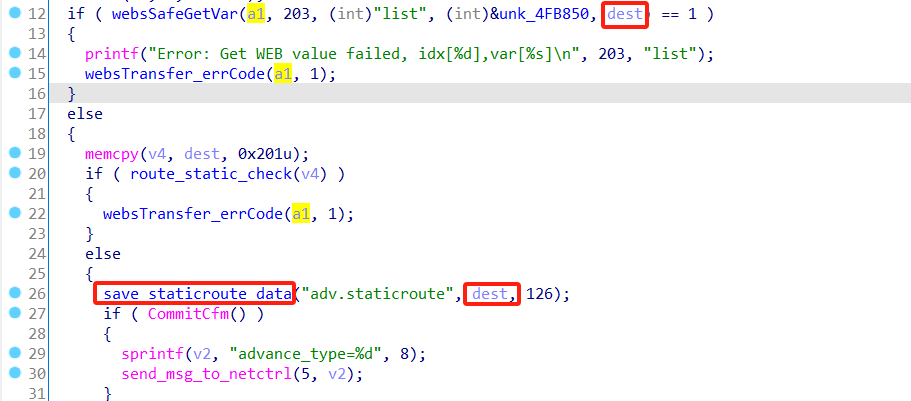 12 if ( websSafeGetVar(a1, 203, (int)"list", (int)&unk_4FB850, dest) == 1 )
13 {
14 printf("Error: Get WEB value failed, idx[%d],var[%s]\n", 203, "list");
15 websTransfer_errCode(a1, 1);
16 }
17 else
18 {
19 memcpy(v4, dest, 0x201u);
20 if ( route_static_check(v4) )
21 {
22 websTransfer_errCode(a1, 1);
23 }
24 else
25 {
26 save_staticroute_data("adv.staticroute", dest, 126);
27 if ( CommitCfm() )
28 {
29 sprintf(v2, "advance_type=%d", 8);
30 send_msg_to_netctrl(5, v2);
31 }